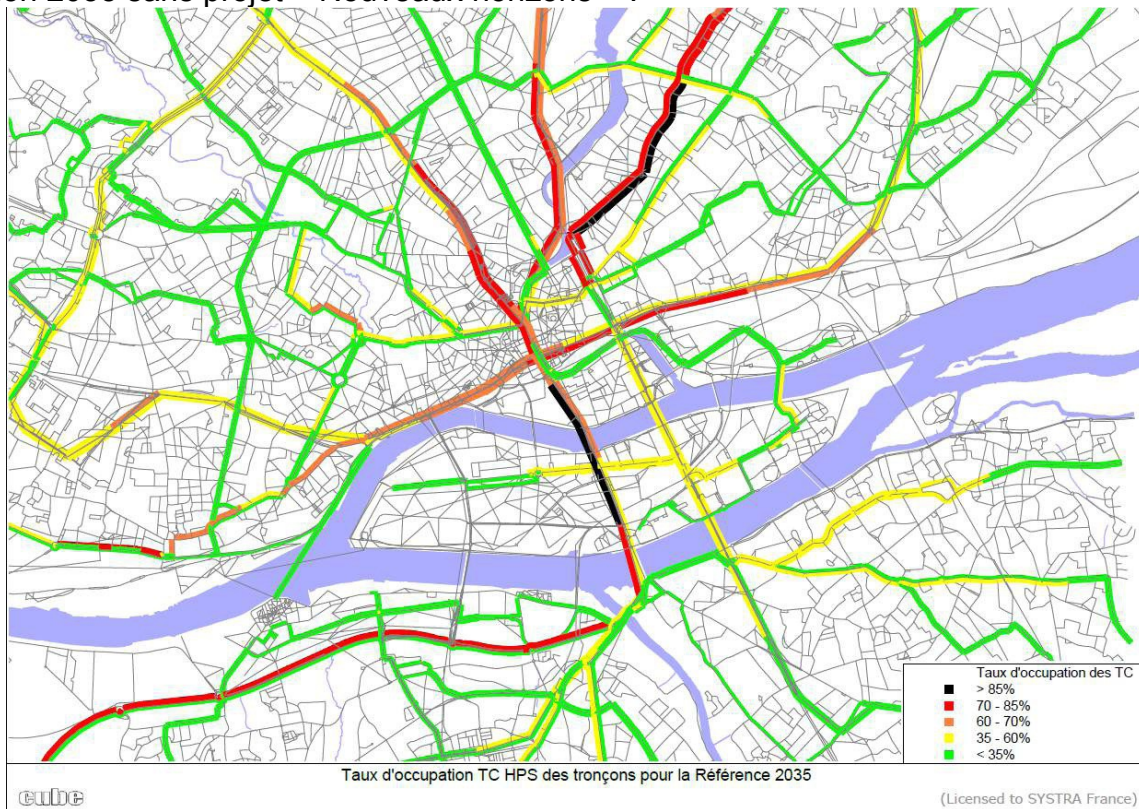 Taux d'occupation des TC
> 85%
70 - 85%
60 - 70%
35 - 60%
< 35%
Taux d'occupation TC HPS des tronçons pour la Référence 2035
cube
(Licensed to SYSTRA France)